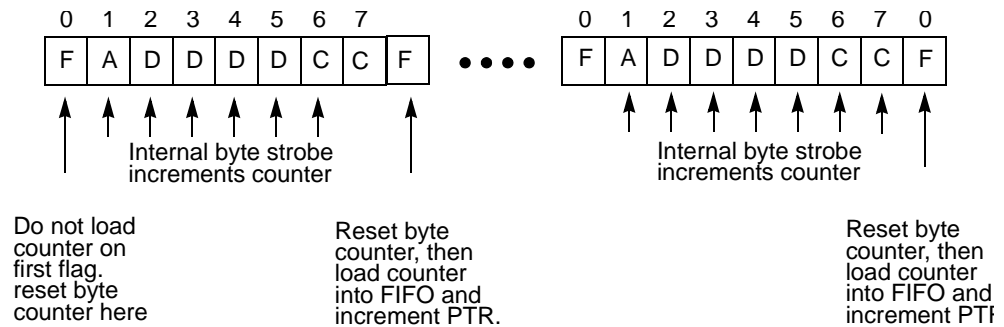 0 1 2 3 4 5 6 7 0 1 2 3 4 5 6 7 0
F A D D D D C C F F A D D D D C C F
Internal byte strobe
increments counter
Internal byte strobe
increments counter
Do not load
counter on
first flag.
reset byte
counter here
Reset byte
counter, then
load counter
into FIFO and
increment PTR.
Reset byte
counter, then
load counter
into FIFO and
increment PTR